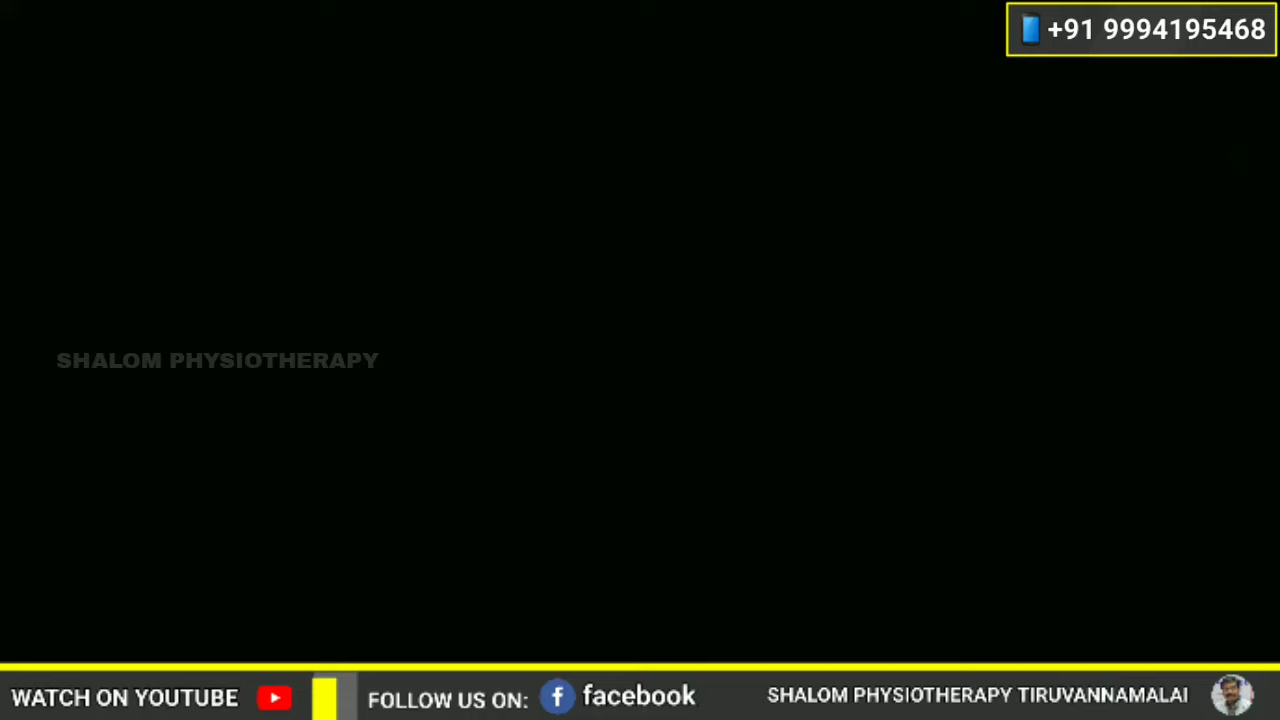 +91 9994195468
SHALOM PHYSIOTHERAPY
WATCH ON YOUTUBE
FOLLOW US ON: facebook
SHALOM PHYSIOTHERAPY TIRUVANNAMALAI